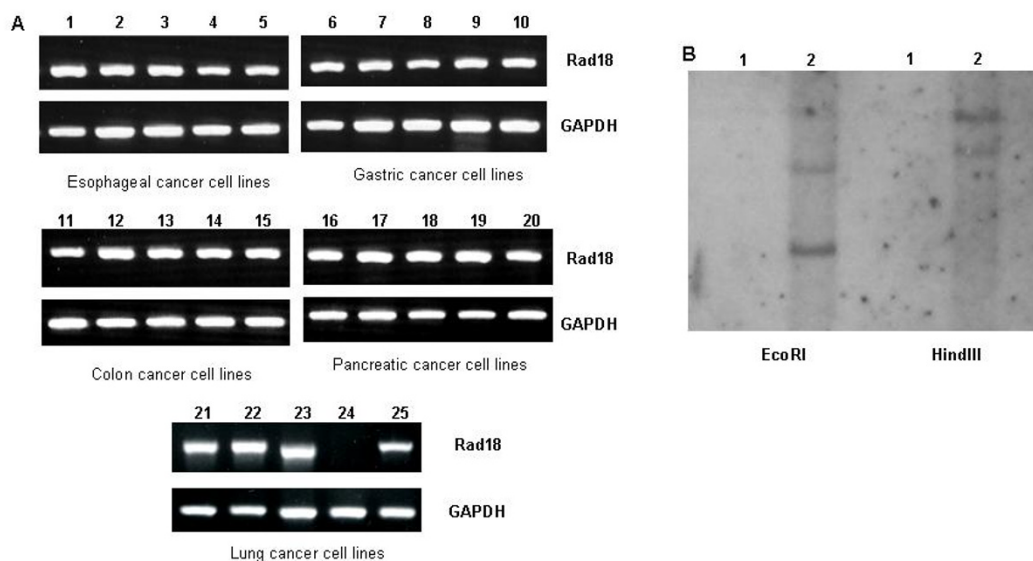 A
1 2 3 4 5
6 7 8 9 10
Rad18
GAPDH
Esophageal cancer cell lines
Gastric cancer cell lines
11 12 13 14 15
16 17 18 19 20
Rad18
GAPDH
Colon cancer cell lines
Pancreatic cancer cell lines
21 22 23 24 25
Rad18
GAPDH
Lung cancer cell lines
B
1 2 1 2
EcoRI HindIII